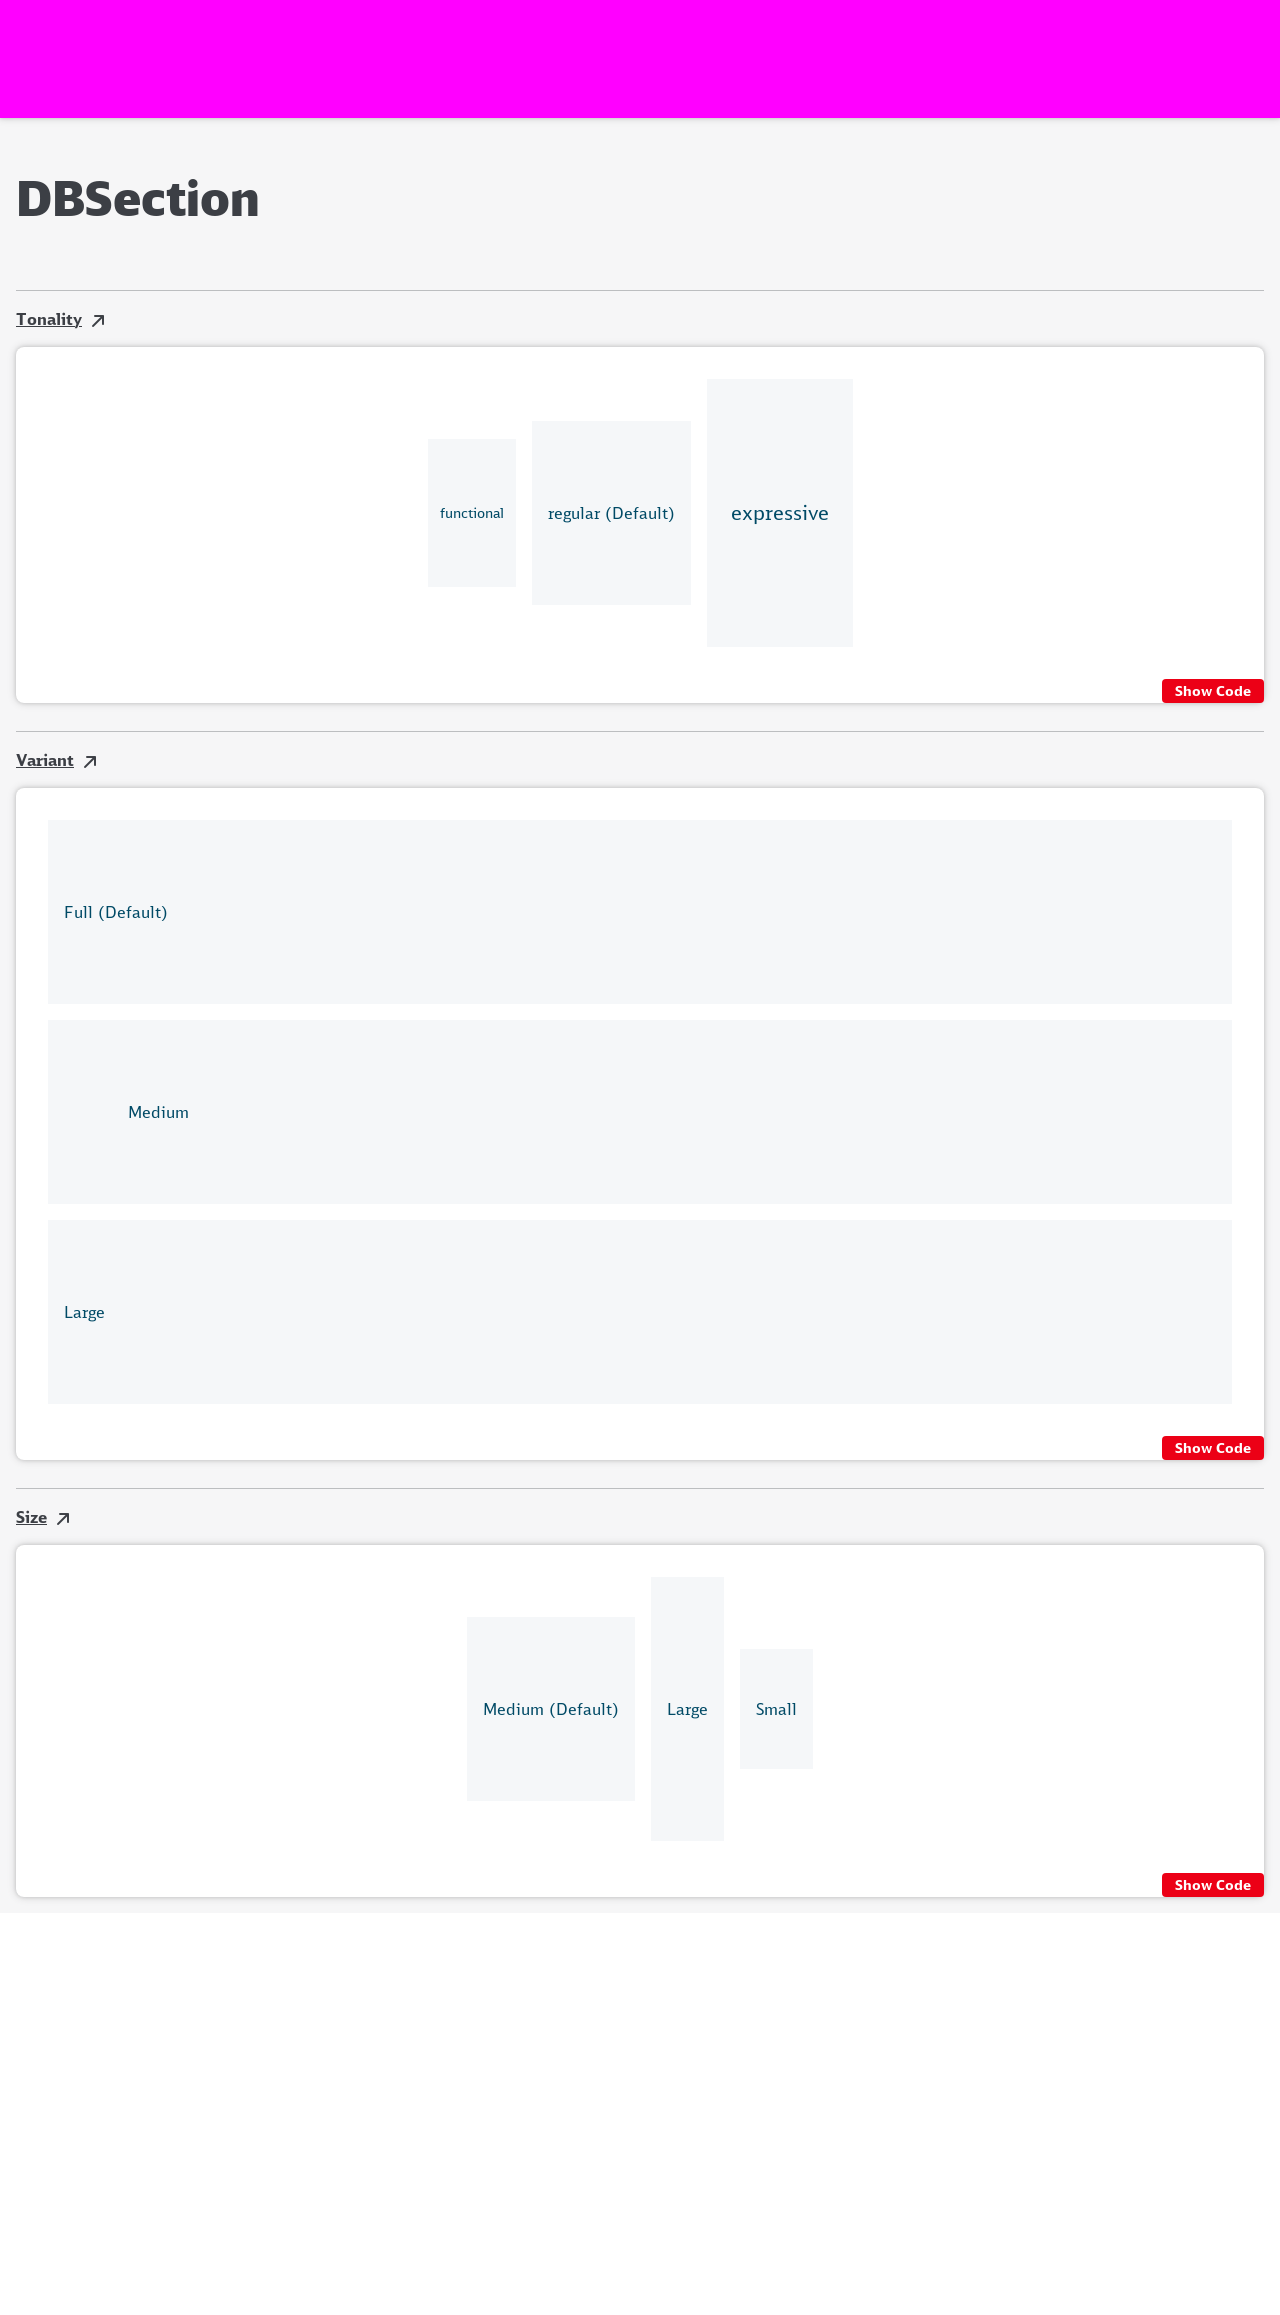 DBSection
Tonality
functional
regular (Default)
expressive
Show Code
Variant
Full (Default)
Medium
Large
Show Code
Size
Medium (Default)
Large
Small
Show Code